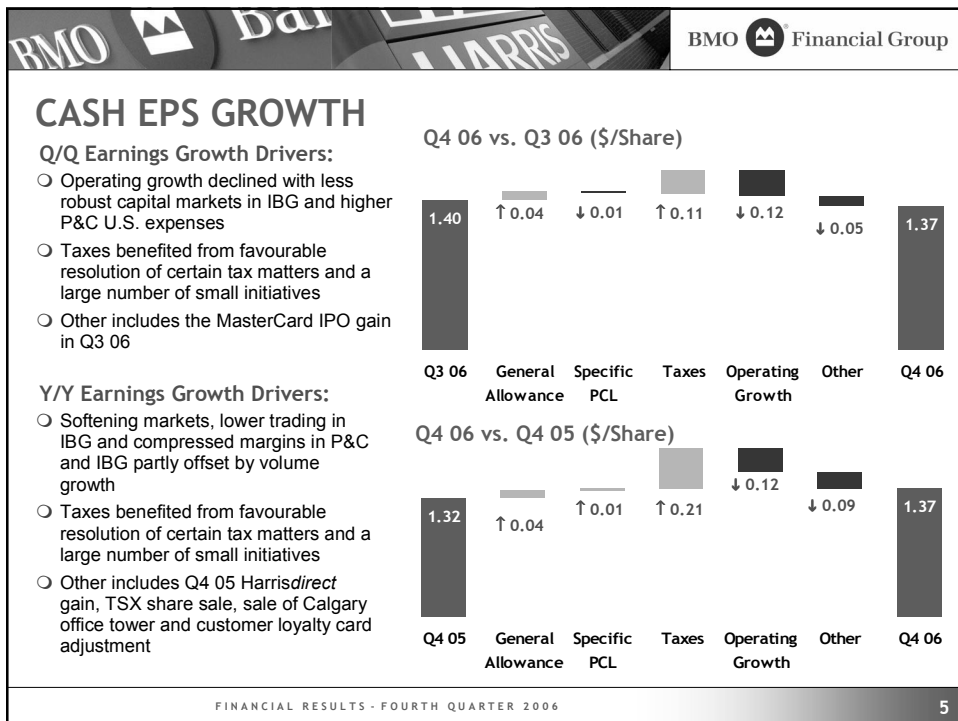 BMO
HARRIS
BMO Financial Group
CASH EPS GROWTH
Q/Q Earnings Growth Drivers:
Operating growth declined with less
robust capital markets in IBG and higher
P&C U.S. expenses
Taxes benefited from favourable
resolution of certain tax matters and a
large number of small initiatives
Other includes the MasterCard IPO gain
in Q3 06
Y/Y Earnings Growth Drivers:
Softening markets, lower trading in
IBG and compressed margins in P&C
and IBG partly offset by volume
growth
Taxes benefited from favourable
resolution of certain tax matters and a
large number of small initiatives
Other includes Q4 05 Harrisdirect
gain, TSX share sale, sale of Calgary
office tower and customer loyalty card
adjustment
Q4 06 vs. Q3 06 ($/Share)
1.40
↑ 0.04
↓ 0.01
↑ 0.11
↓ 0.12
↓ 0.05
1.37
Q3 06 General Specific Taxes Operating Other Q4 06
Allowance PCL Growth
Q4 06 vs. Q4 05 ($/Share)
1.32
↑ 0.04
↑ 0.01
↑ 0.21
↓ 0.12
↓ 0.09
1.37
Q4 05 General Specific Taxes Operating Other Q4 06
Allowance PCL Growth
FINANCIAL RESULTS - FOURTH QUARTER 2006
5